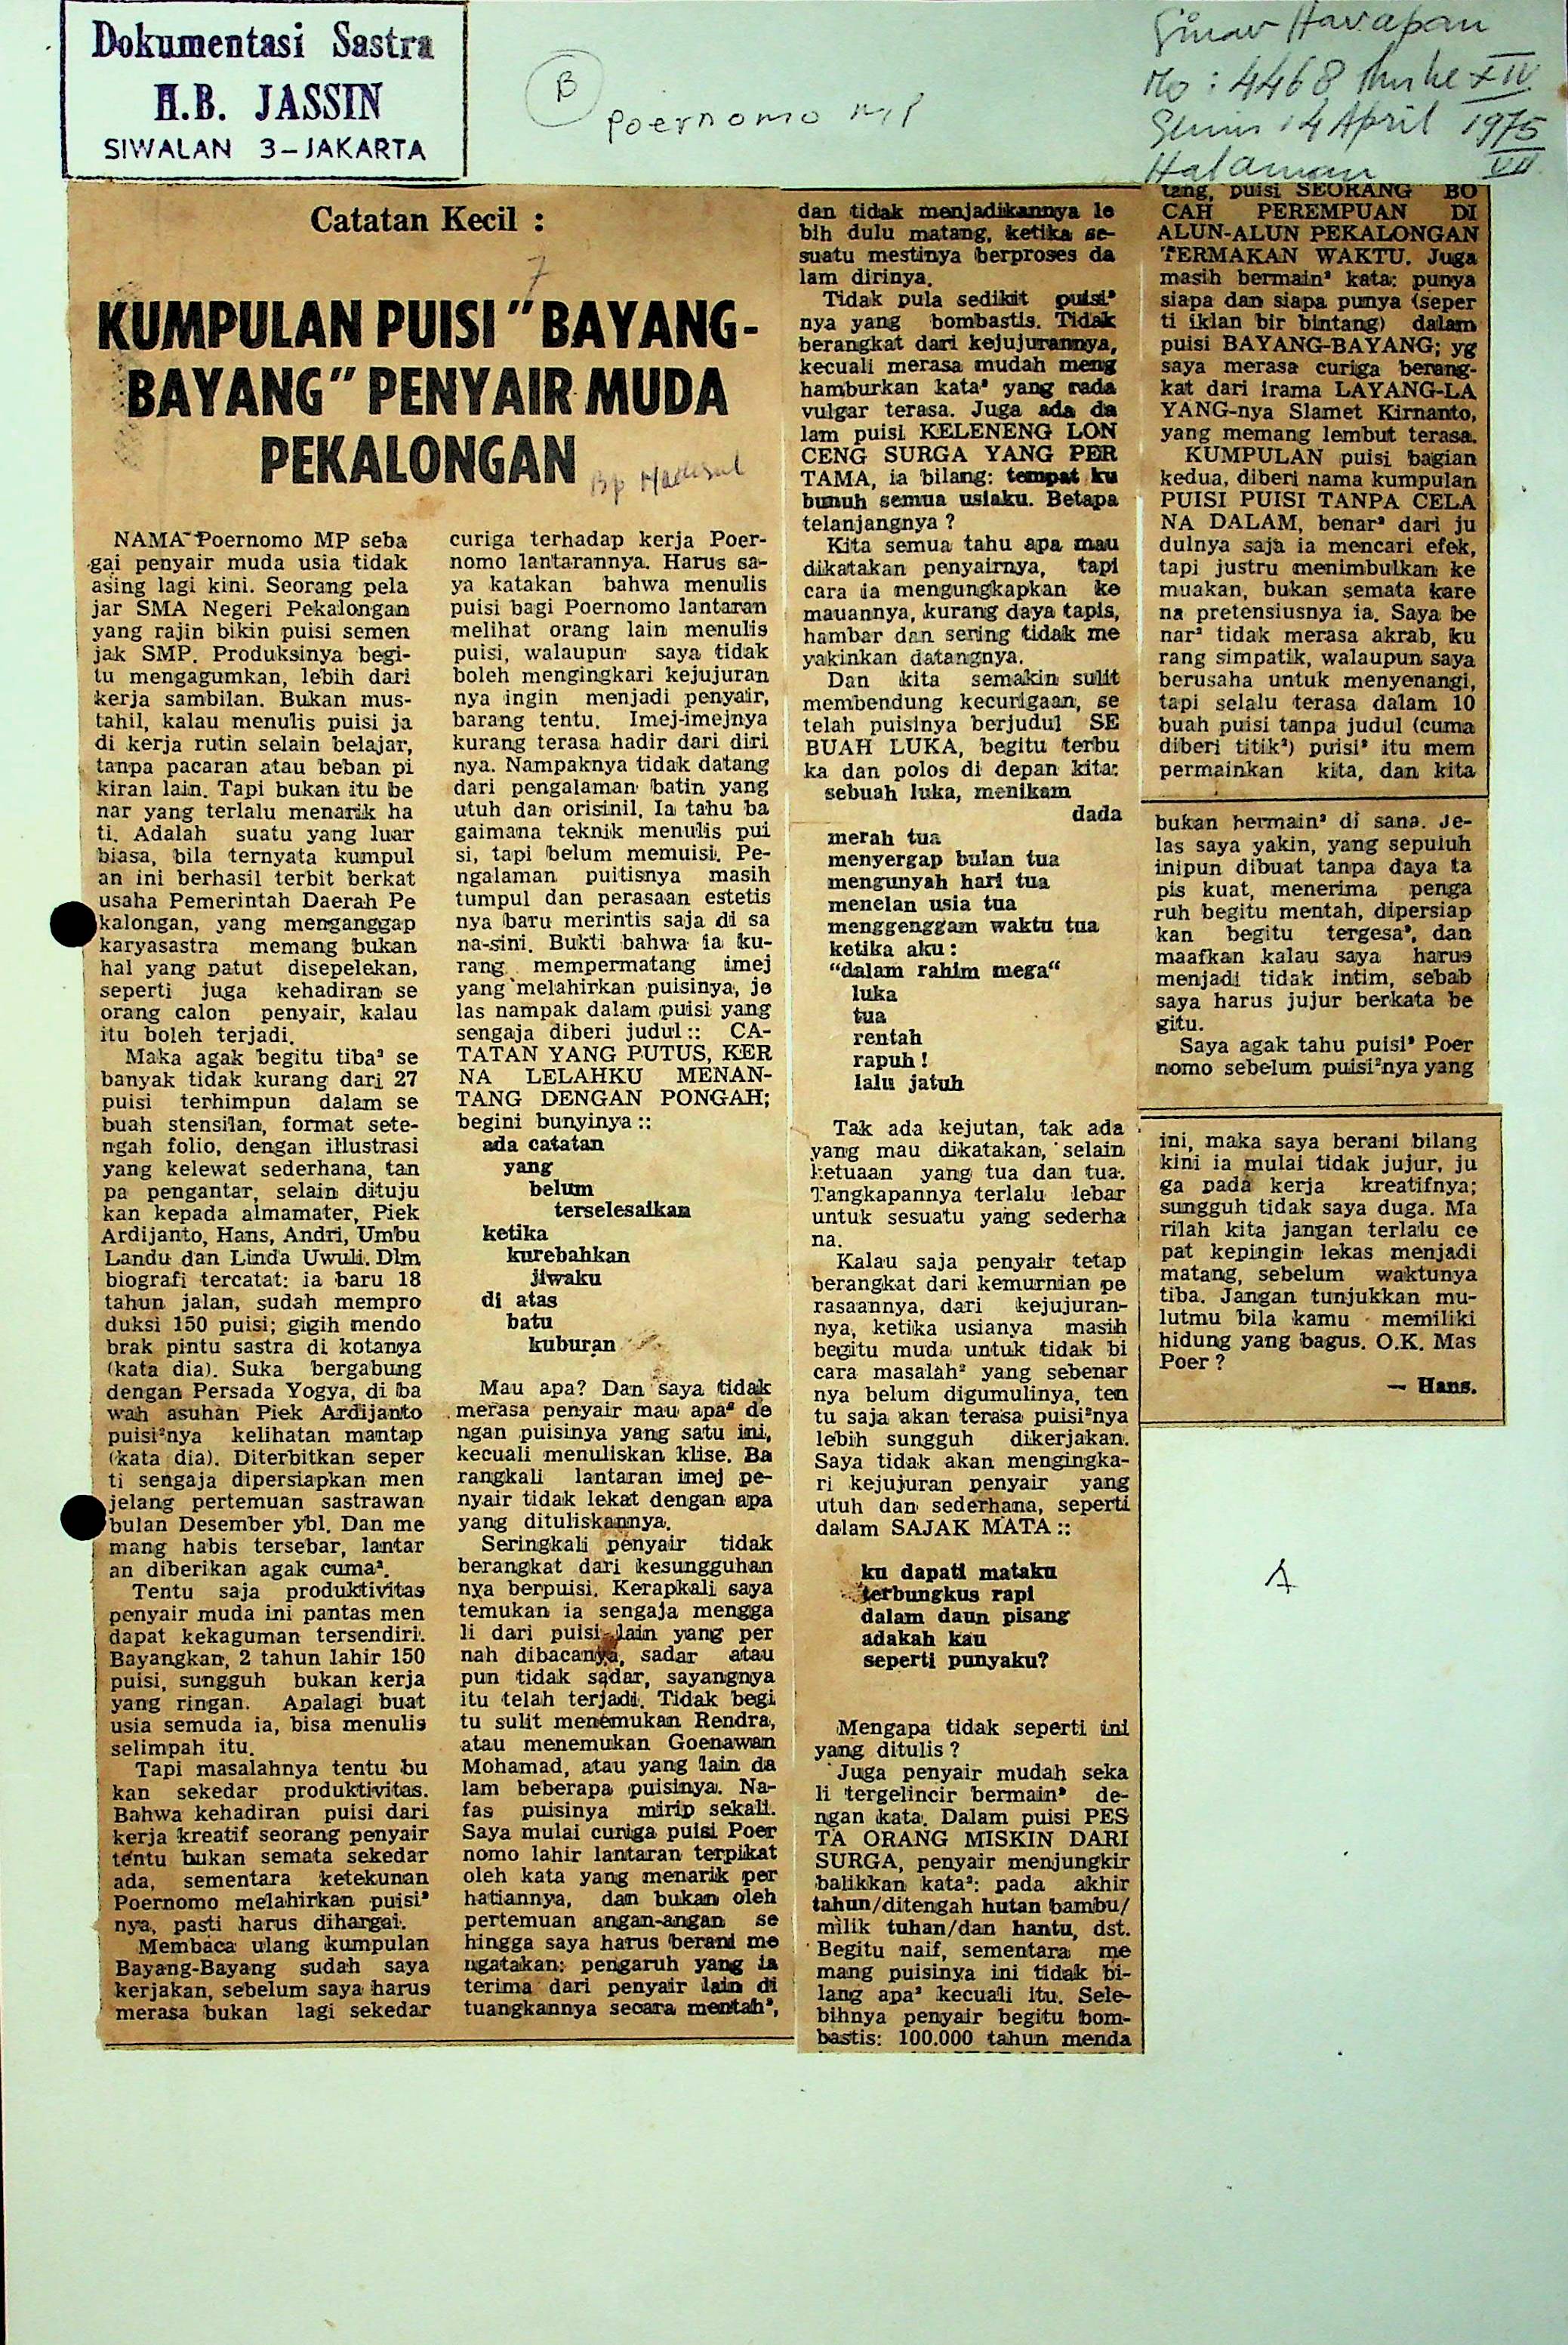 Dokumentasi Sastra
H.B. JASSIN
SIWALAN 3-JAKARTA
B
Poernomo MP
Sinar Harapan
No: 4468 Thn ke XIV
Senin 14 April 1975
Halaman VII
Catatan Kecil :
7
KUMPULAN PUISI "BAYANG-
BAYANG" PENYAIR MUDA
PEKALONGAN
NAMA Poernomo MP seba
gai penyair muda usia tidak
asing lagi kini. Seorang pela
jar SMA Negeri Pekalongan
yang rajin bikin puisi semen
jak SMP. Produksinya begi-
tu mengagumkan, lebih dari
kerja sambilan. Bukan mus-
tahil, kalau menulis puisi ja
di kerja rutin selain belajar,
tanpa pacaran atau beban pi
kiran lain. Tapi bukan itu be
nar yang terlalu menarik ha
ti. Adalah suatu yang luar
biasa, bila ternyata kumpul
an ini berhasil terbit berkat
usaha Pemerintah Daerah Pe
kalongan, yang menganggap
karyasastra memang bukan
hal yang patut disepelekan,
seperti juga kehadiran se
orang calon penyair, kalau
itu boleh terjadi.
Maka agak begitu tiba² se
banyak tidak kurang dari 27
puisi terhimpun dalam se
buah stensilan, format sete-
ngah folio, dengan illustrasi
yang kelewat sederhana, tan
pa pengantar, selain dituju
kan kepada almamater, Piek
Ardijanto, Hans, Andri, Umbu
Landu dan Linda Uwuli. Dlm
biografi tercatat: ia baru 18
tahun jalan, sudah mempro
duksi 150 puisi; gigih mendo
brak pintu sastra di kotanya
(kata dia). Suka bergabung
dengan Persada Yogya, di ba
wah asuhan Piek Ardijanto
puisi²nya kelihatan mantap
(kata dia). Diterbitkan seper
ti sengaja dipersiapkan men
jelang pertemuan sastrawan
bulan Desember ybl. Dan me
mang habis tersebar, lantar
an diberikan agak cuma².
Tentu saja produktivitas
penyair muda ini pantas men
dapat kekaguman tersendiri.
Bayangkan, 2 tahun lahir 150
puisi, sungguh bukan kerja
yang ringan. Apalagi buat
usia semuda ia, bisa menulis
selimpah itu.
Tapi masalahnya tentu bu
kan sekedar produktivitas.
Bahwa kehadiran puisi dari
kerja kreatif seorang penyair
tentu bukan semata sekedar
ada, sementara ketekunan
Poernomo melahirkan puisi²
nya, pasti harus dihargai.
Membaca ulang kumpulan
Bayang-Bayang sudah saya
kerjakan, sebelum saya harus
merasa bukan lagi sekedar
curiga terhadap kerja Poer-
nomo lantarannya. Harus sa-
ya katakan bahwa menulis
puisi bagi Poernomo lantaran
melihat orang lain menulis
puisi, walaupun saya tidak
boleh mengingkari kejujuran
nya ingin menjadi penyair,
barang tentu. Imej-imejnya
kurang terasa hadir dari diri
nya. Nampaknya tidak datang
dari pengalaman batin yang
utuh dan orisinil. Ia tahu ba
gaimana teknik menulis pui
si, tapi belum memuisi. Pe-
ngalaman puitisnya masih
tumpul dan perasaan estetis
nya baru merintis saja di sa
na-sini. Bukti bahwa ia ku-
rang mempermatang imej
yang melahirkan puisinya, je
las nampak dalam puisi yang
sengaja diberi judul :: CA-
TATAN YANG PUTUS, KER
NA LELAHKU MENAN-
TANG DENGAN PONGAH;
begini bunyinya ::
ada catatan
yang
belum
terselesaikan
ketika
kurebahkan
jiwaku
di atas
batu
kuburan
Mau apa? Dan saya tidak
merasa penyair mau apa² de
ngan puisinya yang satu ini,
kecuali menuliskan klise. Ba
rangkali lantaran imej pe-
nyair tidak lekat dengan apa
yang dituliskannya.
Seringkali penyair tidak
berangkat dari kesungguhan
nya berpuisi. Kerapkali saya
temukan ia sengaja mengga
li dari puisi lain yang per
nah dibacanya, sadar atau
pun tidak sadar, sayangnya
itu telah terjadi. Tidak begi
tu sulit menemukan Rendra,
atau menemukan Goenawan
Mohamad, atau yang lain da
lam beberapa puisinya. Na-
fas puisinya mirip sekali.
Saya mulai curiga puisi Poer
nomo lahir lantaran terpikat
oleh kata yang menarik per
hatiannya, dan bukan oleh
pertemuan angan-angan se
hingga saya harus berani me
ngatakan: pengaruh yang ia
terima dari penyair lain di
tuangkannya secara mentah²,
dan tidak menjadikannya le
bih dulu matang, ketika se-
suatu mestinya berproses da
lam dirinya.
Tidak pula sedikit puisi²
nya yang bombastis. Tidak
berangkat dari kejujurannya,
kecuali merasa mudah meng
hamburkan kata² yang rada
vulgar terasa. Juga ada da
lam puisi KELENENG LON
CENG SURGA YANG PER
TAMA, ia bilang: tempat ku
bunuh semua usiaku. Betapa
telanjangnya ?
Kita semua tahu apa mau
dikatakan penyairnya, tapi
cara ia mengungkapkan ke
mauannya, kurang daya tapis,
hambar dan sering tidak me
yakinkan datangnya.
Dan kita semakin sulit
membendung kecurigaan, se
telah puisinya berjudul SE
BUAH LUKA, begitu terbu
ka dan polos di depan kita:
sebuah luka, menikam
dada
merah tua
menyergap bulan tua
mengunyah hari tua
menelan usia tua
menggenggam waktu tua
ketika aku :
"dalam rahim mega"
luka
tua
rentah
rapuh !
lalu jatuh
Tak ada kejutan, tak ada
yang mau dikatakan, selain
ketuaan yang tua dan tua.
Tangkapannya terlalu lebar
untuk sesuatu yang sederha
na.
Kalau saja penyair tetap
berangkat dari kemurnian pe
rasaannya, dari kejujuran-
nya, ketika usianya masih
begitu muda untuk tidak bi
cara masalah² yang sebenar
nya belum digumulinya, ten
tu saja akan terasa puisi²nya
lebih sungguh dikerjakan.
Saya tidak akan mengingka-
ri kejujuran penyair yang
utuh dan sederhana, seperti
dalam SAJAK MATA ::
ku dapati mataku
terbungkus rapi
dalam daun pisang
adakah kau
seperti punyaku?
Mengapa tidak seperti ini
yang ditulis ?
Juga penyair mudah seka
li tergelincir bermain² de-
ngan kata. Dalam puisi PES
TA ORANG MISKIN DARI
SURGA, penyair menjungkir
balikkan kata²: pada akhir
tahun/ditengah hutan bambu/
milik tuhan/dan hantu, dst.
Begitu naif, sementara me
mang puisinya ini tidak bi-
lang apa² kecuali itu. Sele-
bihnya penyair begitu bom-
bastis: 100.000 tahun menda
tang, puisi SEORANG BO
CAH PEREMPUAN DI
ALUN-ALUN PEKALONGAN
TERMAKAN WAKTU. Juga
masih bermain² kata: punya
siapa dan siapa punya (seper
ti iklan bir bintang) dalam
puisi BAYANG-BAYANG; yg
saya merasa curiga berang-
kat dari irama LAYANG-LA
YANG-nya Slamet Kirnanto,
yang memang lembut terasa.
KUMPULAN puisi bagian
kedua, diberi nama kumpulan
PUISI PUISI TANPA CELA
NA DALAM, benar² dari ju
dulnya saja ia mencari efek,
tapi justru menimbulkan ke
muakan, bukan semata kare
na pretensiusnya ia. Saya be
nar² tidak merasa akrab, ku
rang simpatik, walaupun saya
berusaha untuk menyenangi,
tapi selalu terasa dalam 10
buah puisi tanpa judul (cuma
diberi titik²) puisi² itu mem
permainkan kita, dan kita
bukan bermain² di sana. Je-
las saya yakin, yang sepuluh
inipun dibuat tanpa daya ta
pis kuat, menerima penga
ruh begitu mentah, dipersiap
kan begitu tergesa², dan
maafkan kalau saya harus
menjadi tidak intim, sebab
saya harus jujur berkata be
gitu.
Saya agak tahu puisi² Poer
nomo sebelum puisi²nya yang
ini, maka saya berani bilang
kini ia mulai tidak jujur, ju
ga pada kerja kreatifnya;
sungguh tidak saya duga. Ma
rilah kita jangan terlalu ce
pat kepingin lekas menjadi
matang, sebelum waktunya
tiba. Jangan tunjukkan mu-
lutmu bila kamu memiliki
hidung yang bagus. O.K. Mas
Poer ?
— Hans.